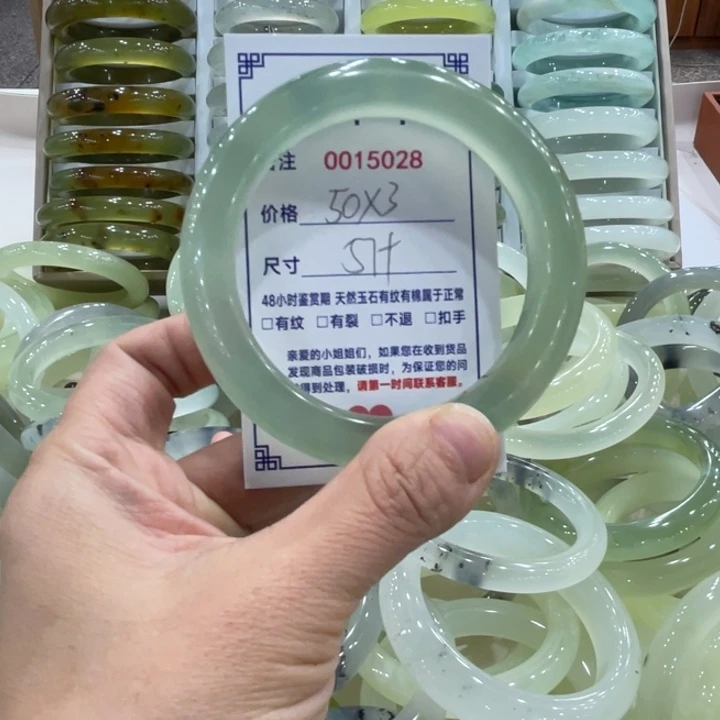 注 0015028
价格 50X3
尺寸 57+
48小时鉴赏期 天然玉石有纹有棉属于正常
□有纹 □有裂 □不退 □扣手
亲爱的小姐姐们，如果您在收到货品
发现商品包装破损时，为保证您的问
得到处理，请第一时间联系客服。